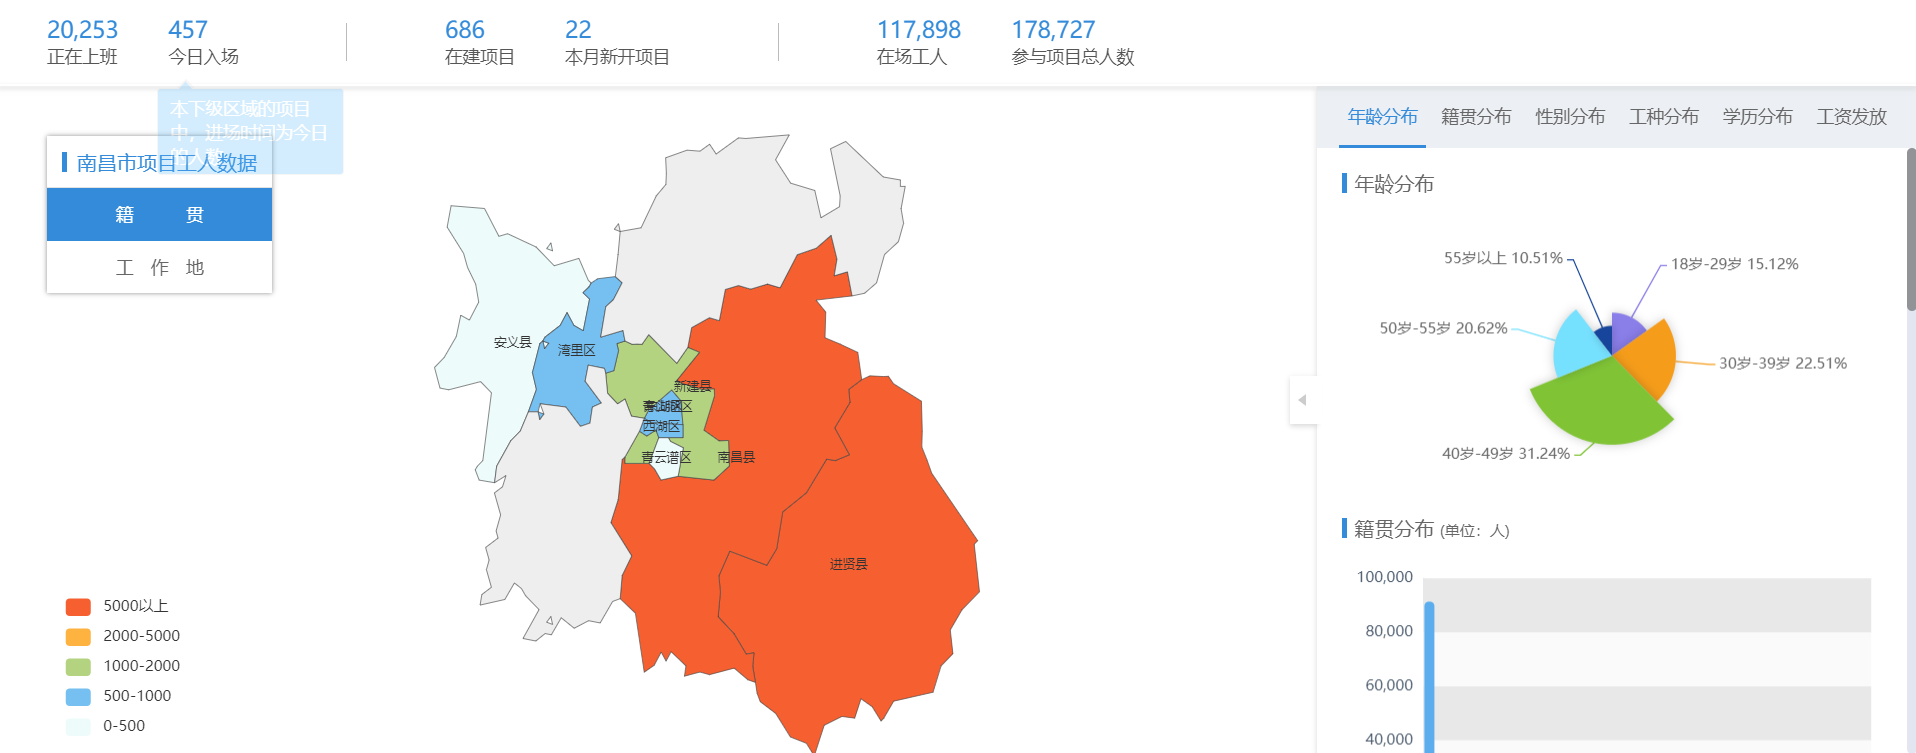 20,253
正在上班
457
今日入场
686
在建项目
22
本月新开项目
117,898
在场工人
178,727
参与项目总人数
本下级区域的项目
中，进场时间为今日
的人数
南昌市项目工人数据
籍 贯
工 作 地
安义县
湾里区
新建县
西湖区
青云谱区
南昌县
进贤县
5000以上
2000-5000
1000-2000
500-1000
0-500
年龄分布
籍贯分布
性别分布
工种分布
学历分布
工资发放
年龄分布
55岁以上 10.51%
18岁-29岁 15.12%
50岁-55岁 20.62%
30岁-39岁 22.51%
40岁-49岁 31.24%
籍贯分布 (单位：人)
100,000
80,000
60,000
40,000